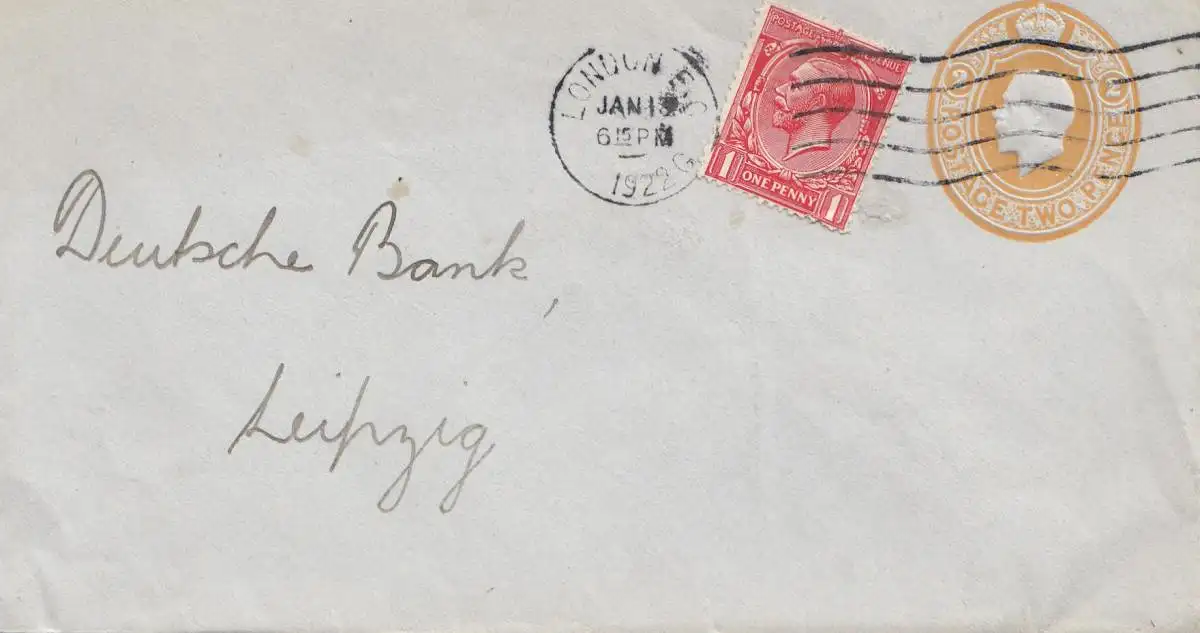 LONDON
JAN 13
6 15 PM
1922
POSTAGE REVENUE
1 ONE PENNY 1
2 POSTAGE TWO PENCE 2
Deutsche Bank,
Leipzig